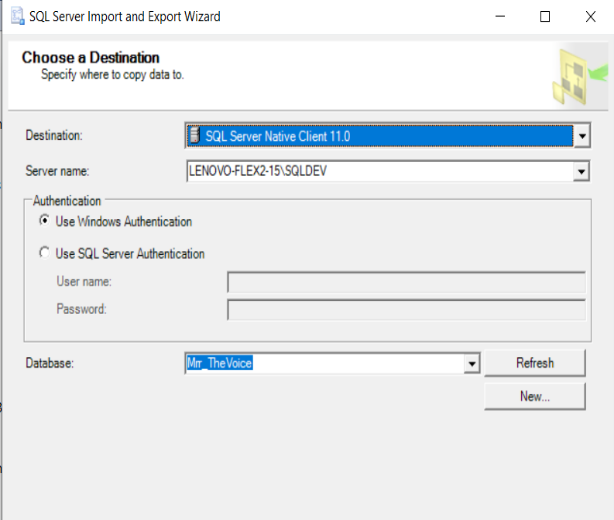 SQL Server Import and Export Wizard
Choose a Destination
Specify where to copy data to.
Destination: SQL Server Native Client 11.0
Server name: LENOVO-FLEX2-15\SQLDEV
Authentication
Use Windows Authentication
Use SQL Server Authentication
User name:
Password:
Database: Mrr_TheVoice Refresh
New...